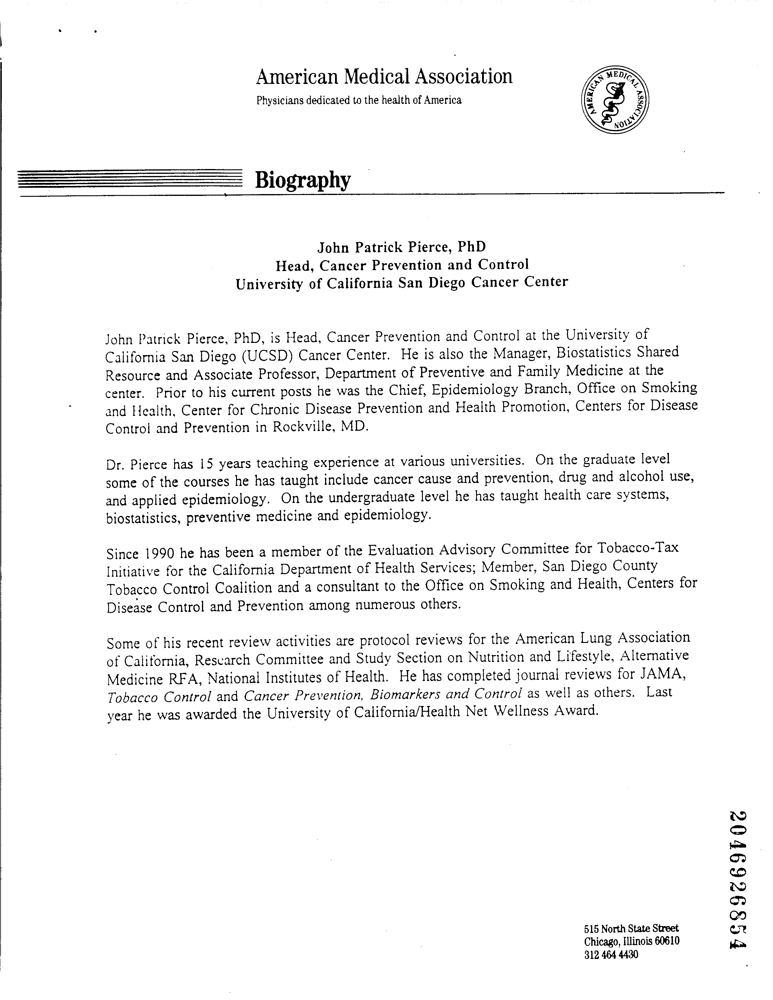 American Medical Association
Physicians dedicated to the health of America
AMERICAN MEDICAL ASSOCIATION
Biography
John Patrick Pierce, PhD
Head, Cancer Prevention and Control
University of California San Diego Cancer Center
John Patrick Pierce, PhD, is Head, Cancer Prevention and Control at the University of
California San Diego (UCSD) Cancer Center. He is also the Manager, Biostatistics Shared
Resource and Associate Professor, Department of Preventive and Family Medicine at the
center. Prior to his current posts he was the Chief, Epidemiology Branch, Office on Smoking
and Health, Center for Chronic Disease Prevention and Health Promotion, Centers for Disease
Control and Prevention in Rockville, MD.
Dr. Pierce has 15 years teaching experience at various universities. On the graduate level
some of the courses he has taught include cancer cause and prevention, drug and alcohol use,
and applied epidemiology. On the undergraduate level he has taught health care systems,
biostatistics, preventive medicine and epidemiology.
Since 1990 he has been a member of the Evaluation Advisory Committee for Tobacco-Tax
Initiative for the California Department of Health Services; Member, San Diego County
Tobacco Control Coalition and a consultant to the Office on Smoking and Health, Centers for
Disease Control and Prevention among numerous others.
Some of his recent review activities are protocol reviews for the American Lung Association
of California, Research Committee and Study Section on Nutrition and Lifestyle, Alternative
Medicine RFA, National Institutes of Health. He has completed journal reviews for JAMA,
Tobacco Control and Cancer Prevention, Biomarkers and Control as well as others. Last
year he was awarded the University of California/Health Net Wellness Award.
2046926854
515 North State Street
Chicago, Illinois 60610
312 464 4430